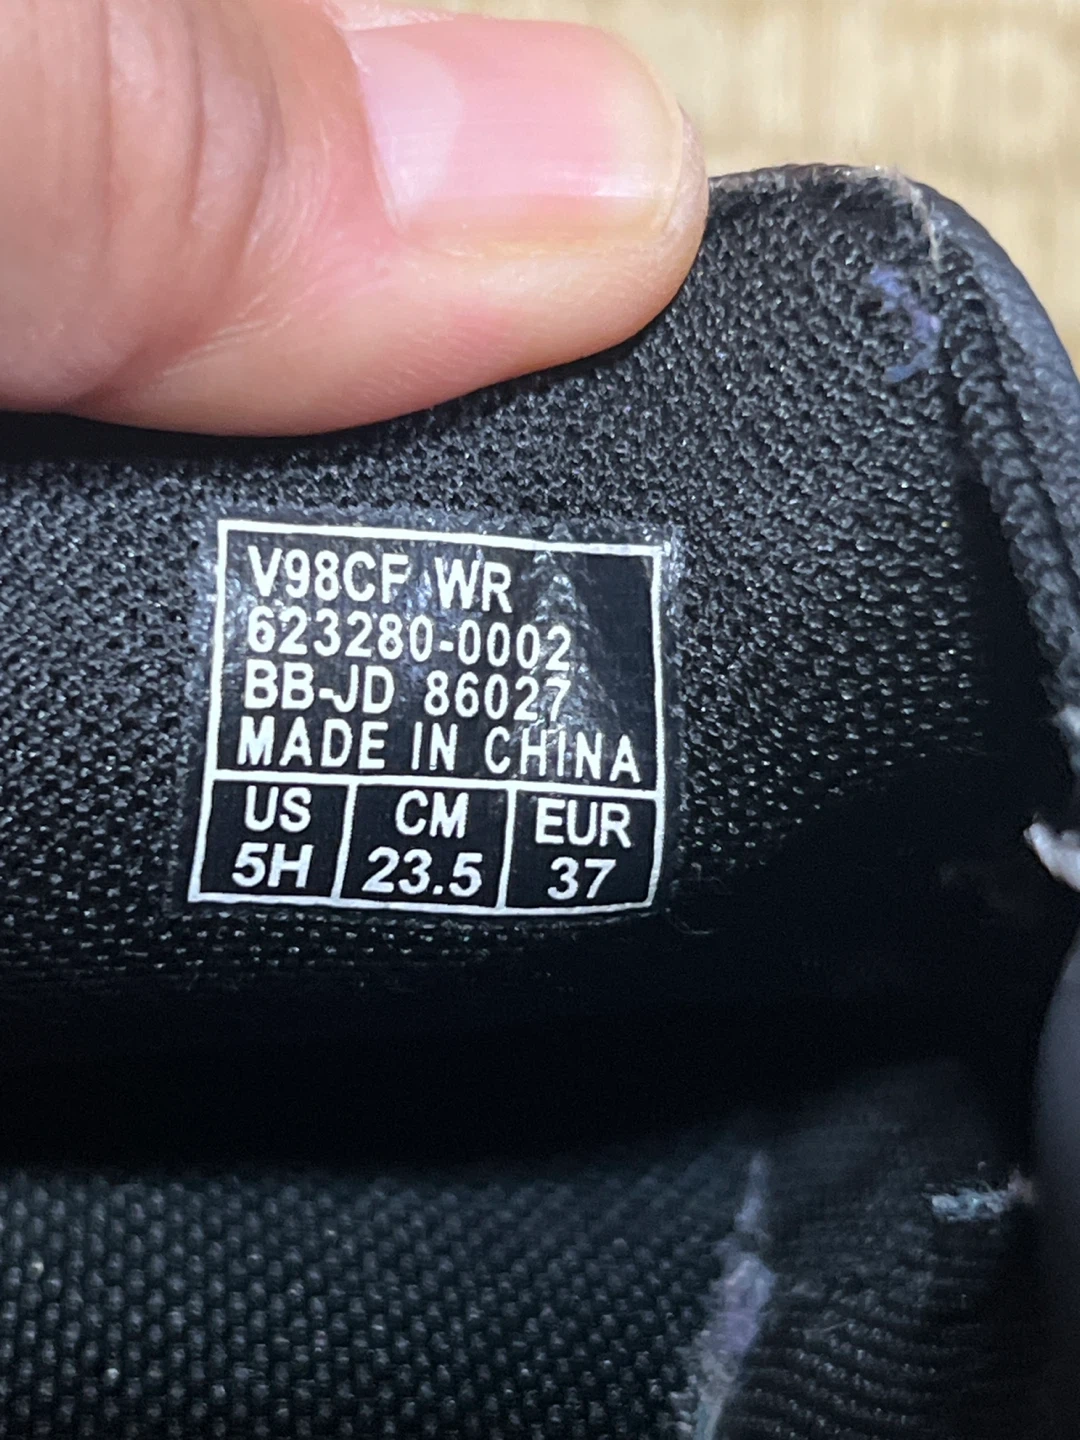 V98CF WR
623280-0002
BB-JD 86027
MADE IN CHINA
US CM EUR
5H 23.5 37